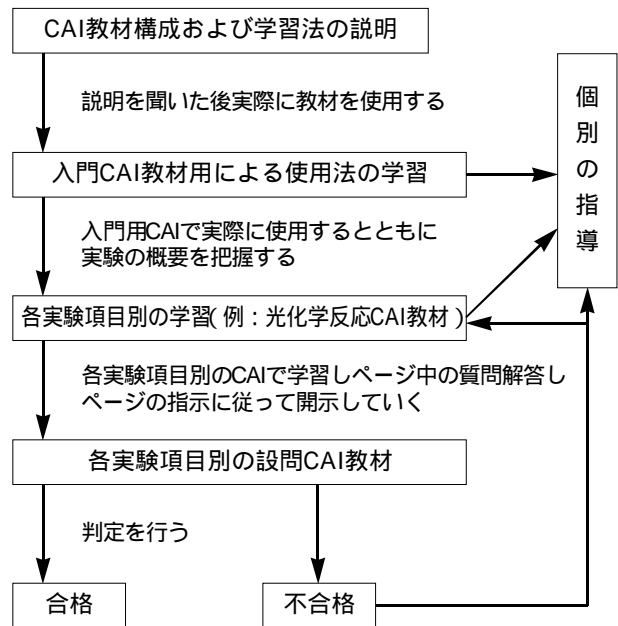 CAI教材構成および学習法の説明
説明を聞いた後実際に教材を使用する
個別の指導
入門CAI教材用による使用法の学習
入門用CAIで実際に使用するとともに
実験の概要を把握する
各実験項目別の学習(例：光化学反応CAI教材)
各実験項目別のCAIで学習しページ中の質問解答し
ページの指示に従って開示していく
各実験項目別の設問CAI教材
判定を行う
合格
不合格